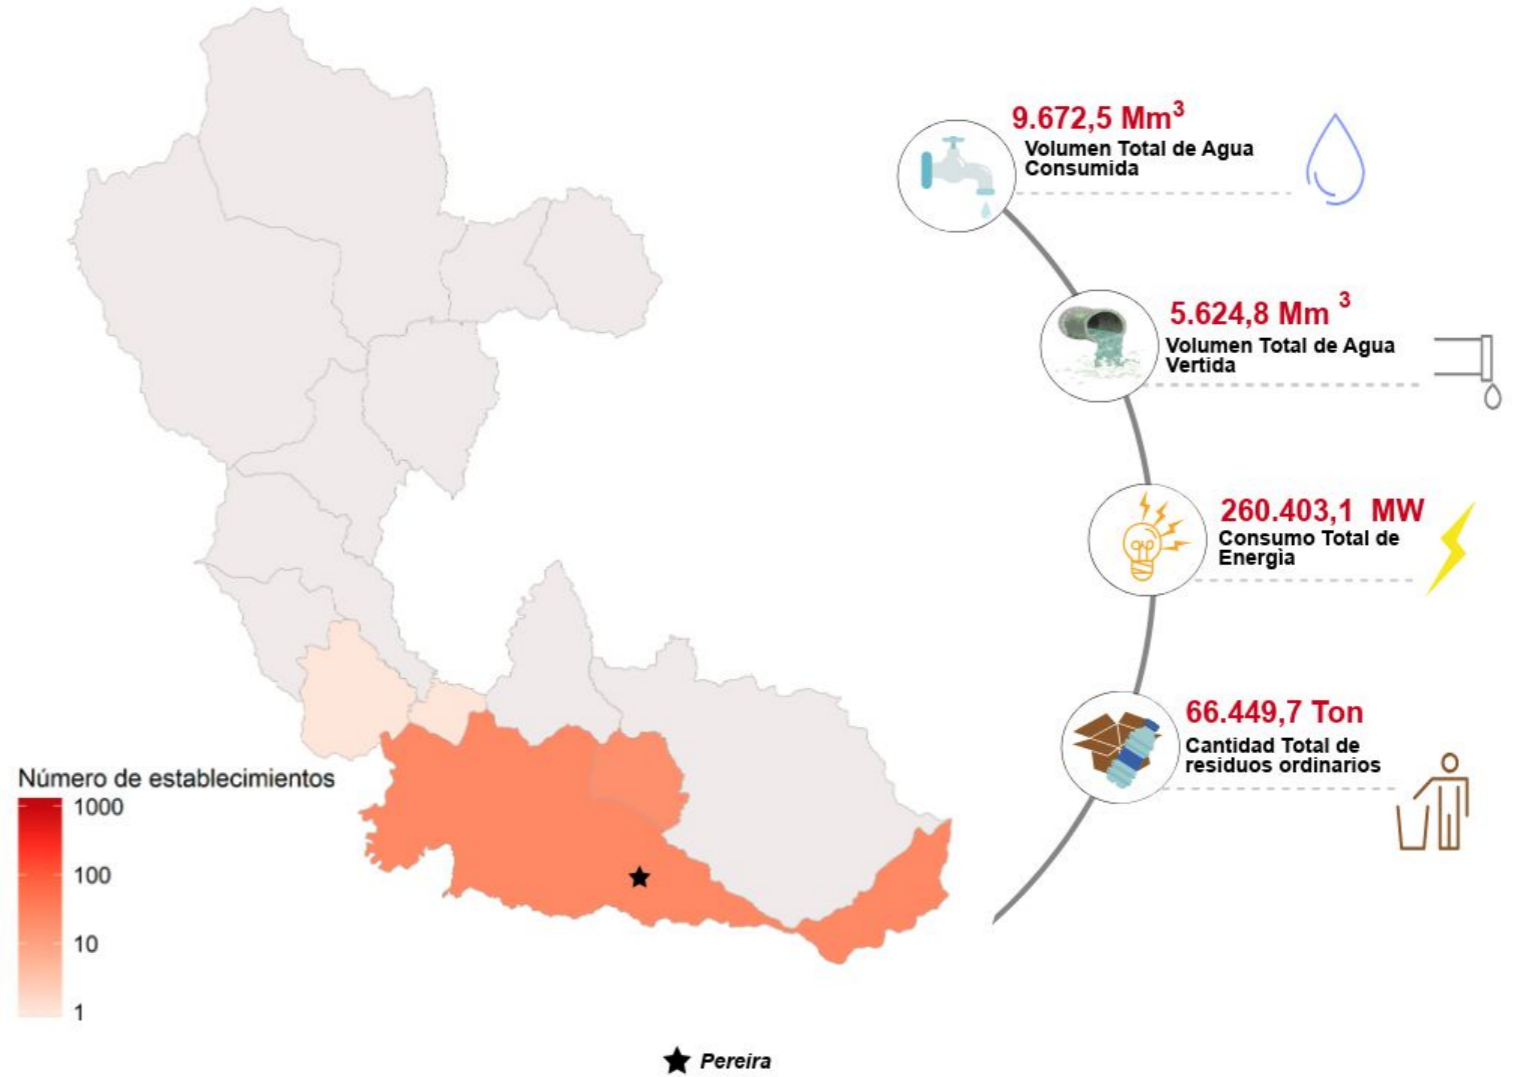 9.672,5 Mm³
Volumen Total de Agua
Consumida
5.624,8 Mm ³
Volumen Total de Agua
Vertida
260.403,1 MW
Consumo Total de
Energìa
66.449,7 Ton
Cantidad Total de
residuos ordinarios
Número de establecimientos
1000
100
10
1
Pereira